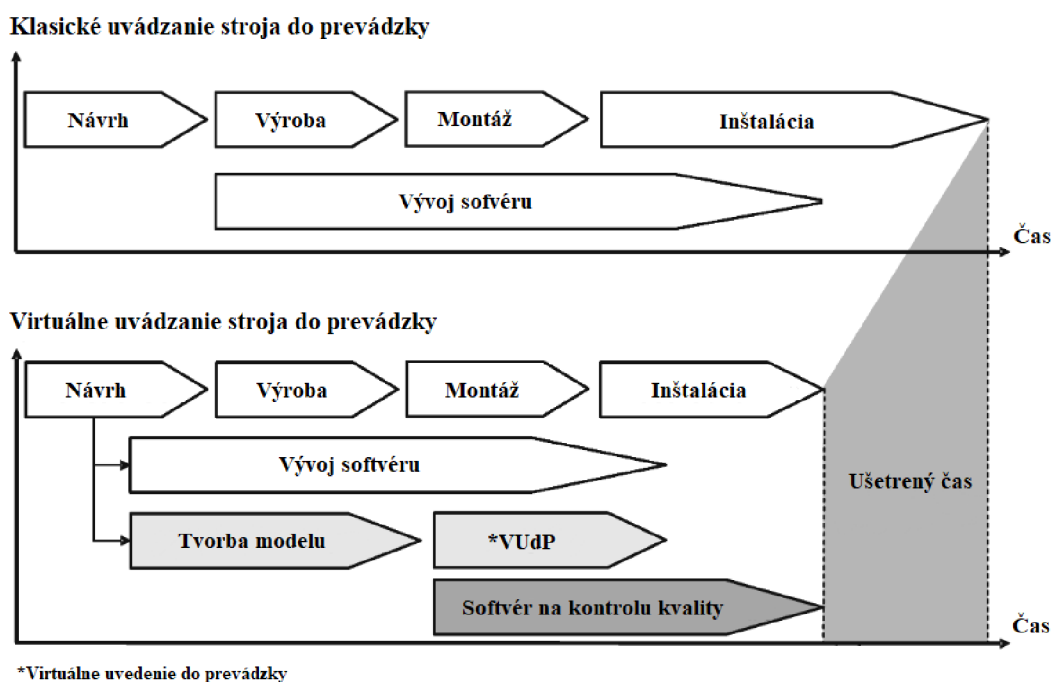 Klasické uvádzanie stroja do prevádzky
Návrh
Výroba
Montáž
Inštalácia
Vývoj sofvéru
Čas
Virtuálne uvádzanie stroja do prevádzky
Návrh
Výroba
Montáž
Inštalácia
Vývoj softvéru
Ušetrený čas
Tvorba modelu
*VUdP
Softvér na kontrolu kvality
Čas
*Virtuálne uvedenie do prevádzky